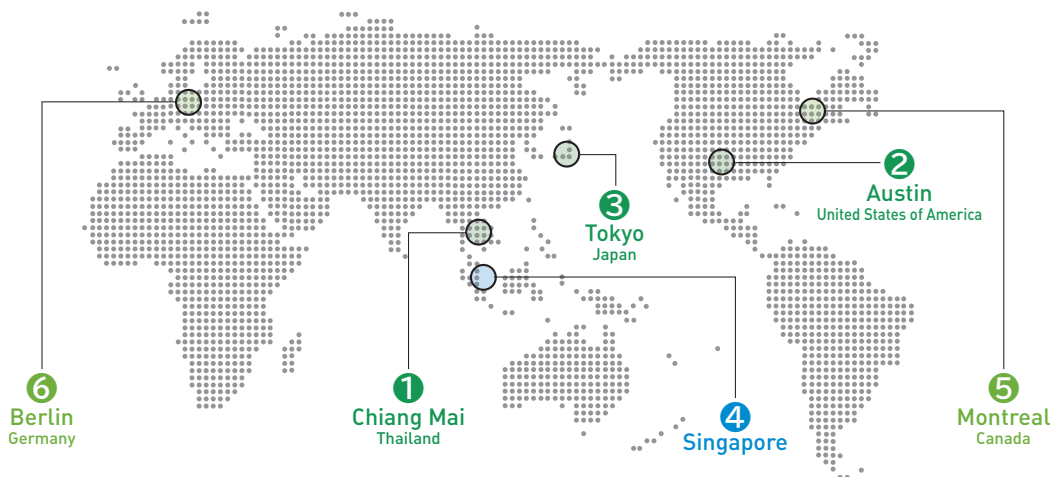 2
Austin
United States of America
3
Tokyo
Japan
6
Berlin
Germany
1
Chiang Mai
Thailand
4
Singapore
5
Montreal
Canada